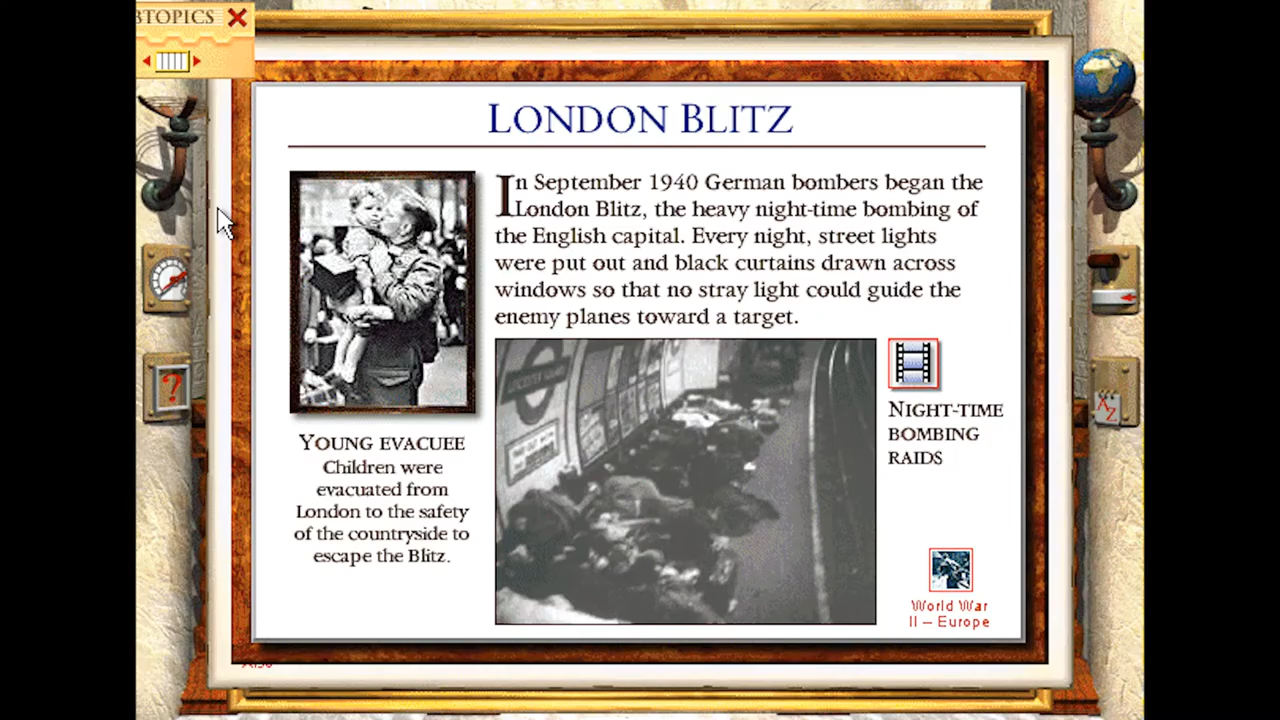 BTOPICS
LONDON BLITZ
In September 1940 German bombers began the
London Blitz, the heavy night-time bombing of
the English capital. Every night, street lights
were put out and black curtains drawn across
windows so that no stray light could guide the
enemy planes toward a target.
NIGHT-TIME
BOMBING
RAIDS
YOUNG EVACUEE
Children were
evacuated from
London to the safety
of the countryside to
escape the Blitz.
World War
II – Europe
?
A
Z